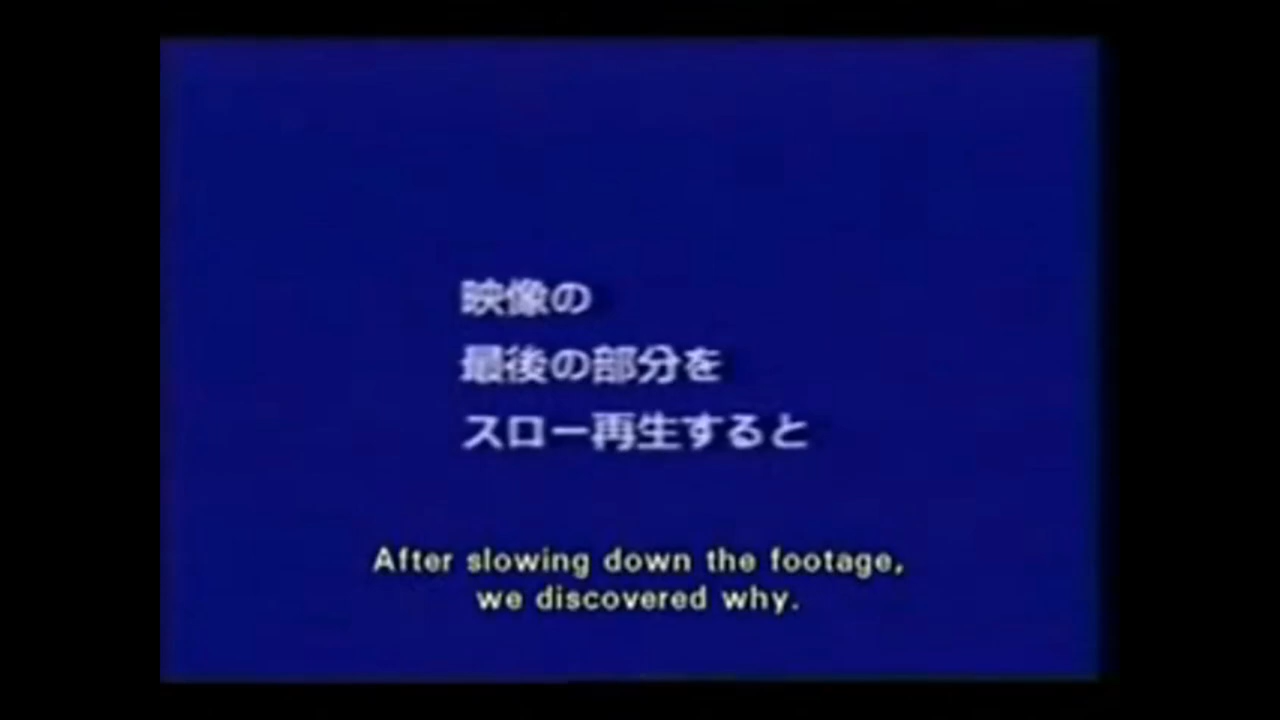 映像の
最後の部分を
スロー再生すると
After slowing down the footage,
we discovered why.